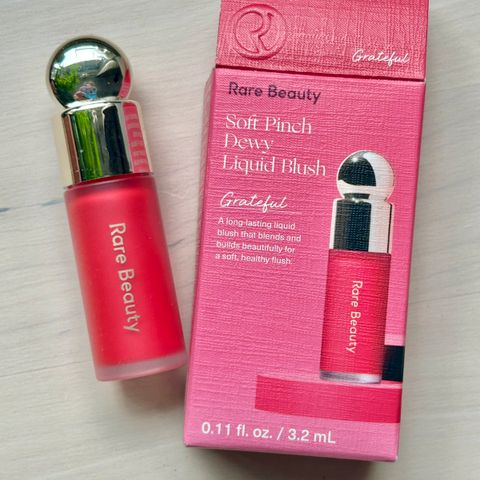 Grateful
Rare Beauty
Soft Pinch
Dewy
Liquid Blush
Grateful
A long-lasting liquid
blush that blends and
builds beautifully for
a soft, healthy flush.
Rare Beauty
0.11 fl. oz. / 3.2 mL
Rare Beauty